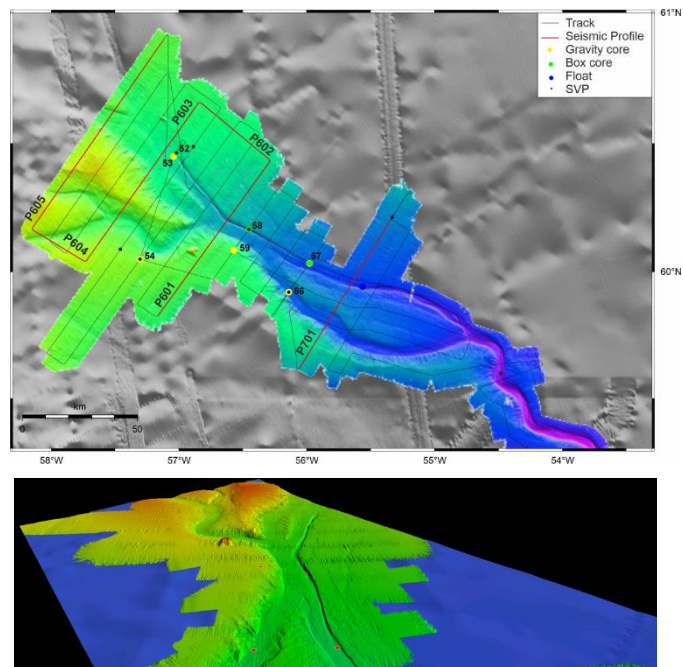 61°N
Track
Seismic Profile
Gravity core
Box core
Float
SVP
P603
P602
52
53
P605
58
59
57
60°N
P604
54
56
P601
P701
km
0
50
58°W
57°W
56°W
55°W
54°W